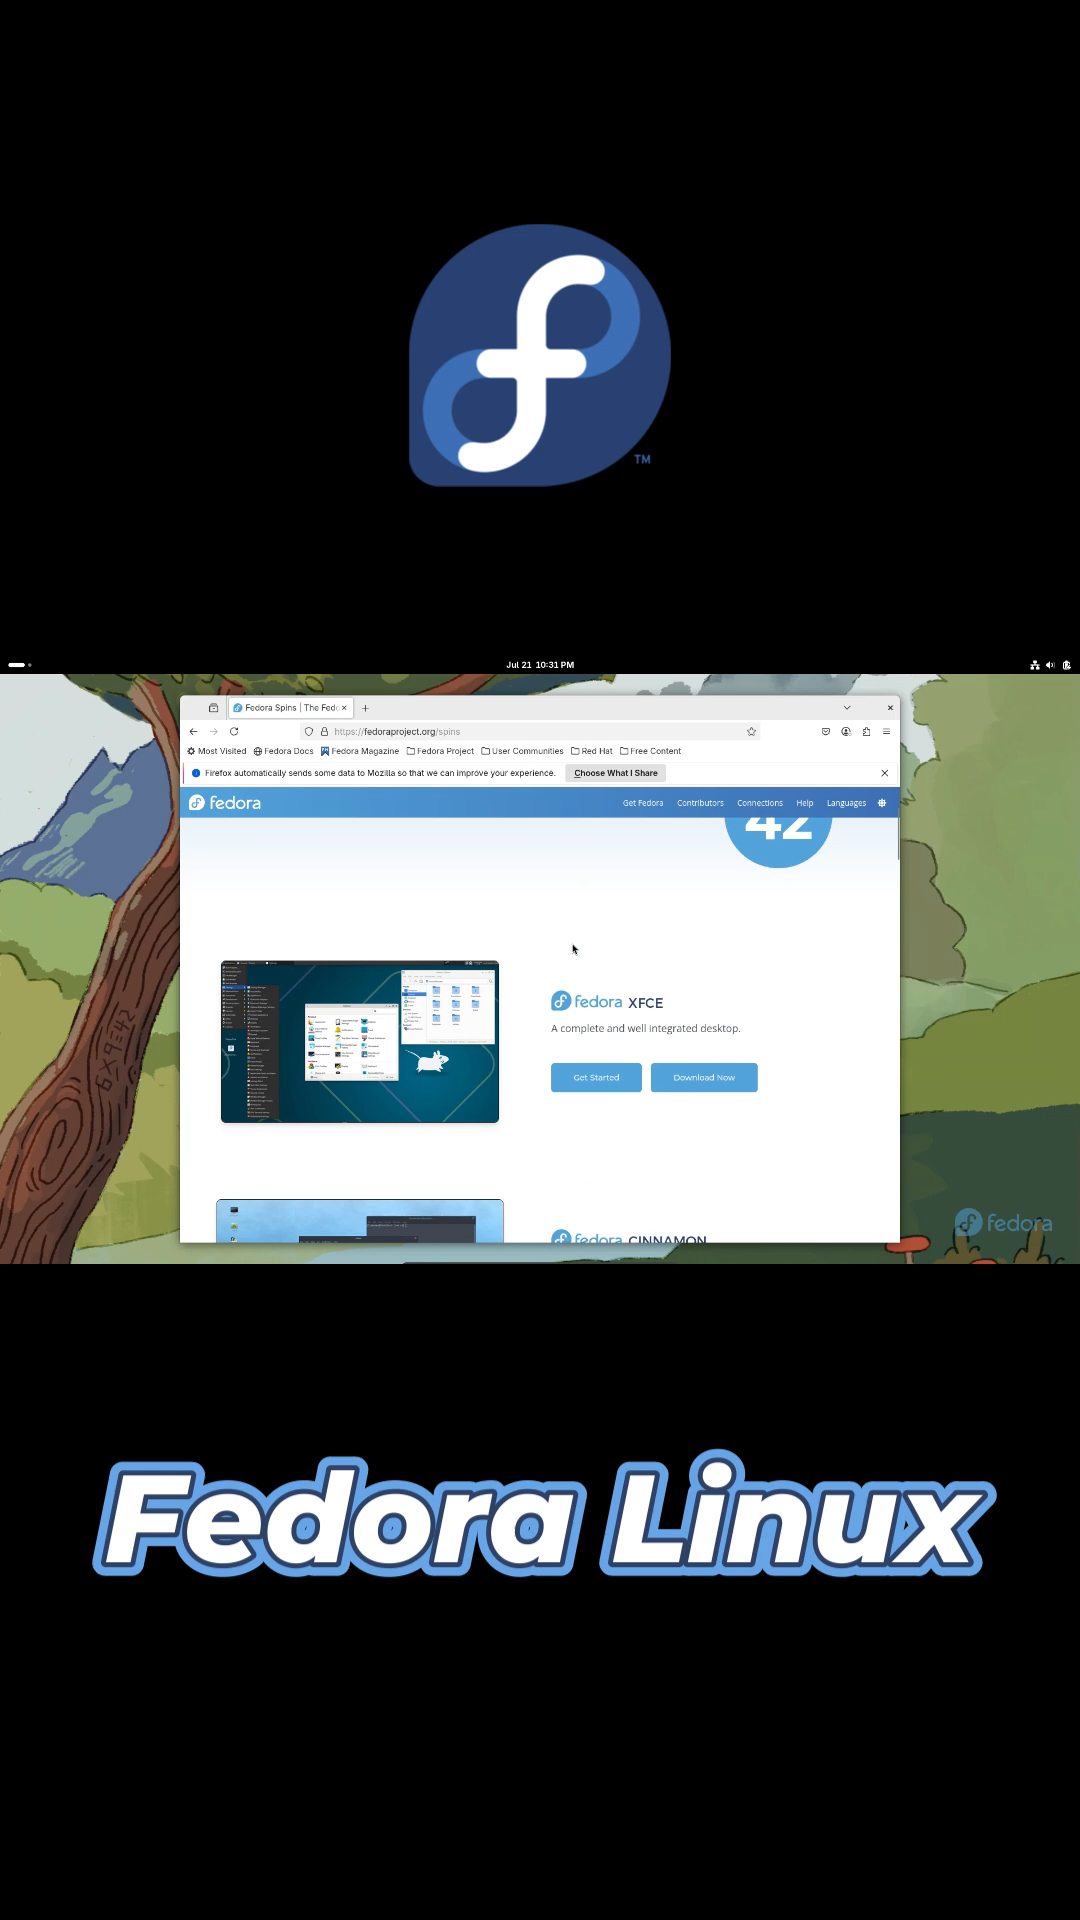 TM
Jul 21 10:31 PM
Fedora Spins | The Fed
https://fedoraproject.org/spins
Most Visited Fedora Docs Fedora Magazine Fedora Project User Communities Red Hat Free Content
Firefox automatically sends some data to Mozilla so that we can improve your experience. Choose What I Share
fedora Get Fedora Contributors Connections Help Languages
42
6XPE45
fedora XFCE
A complete and well integrated desktop.
Get Started Download Now
fedora
fedora CINNAMON
Fedora Linux